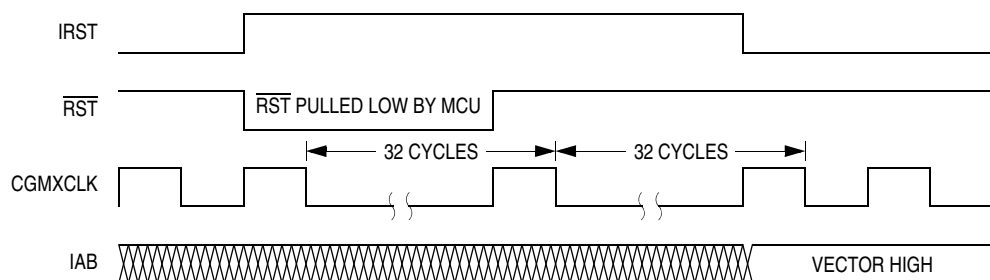 IRST
RST
RST PULLED LOW BY MCU
32 CYCLES
32 CYCLES
CGMXCLK
IAB
VECTOR HIGH